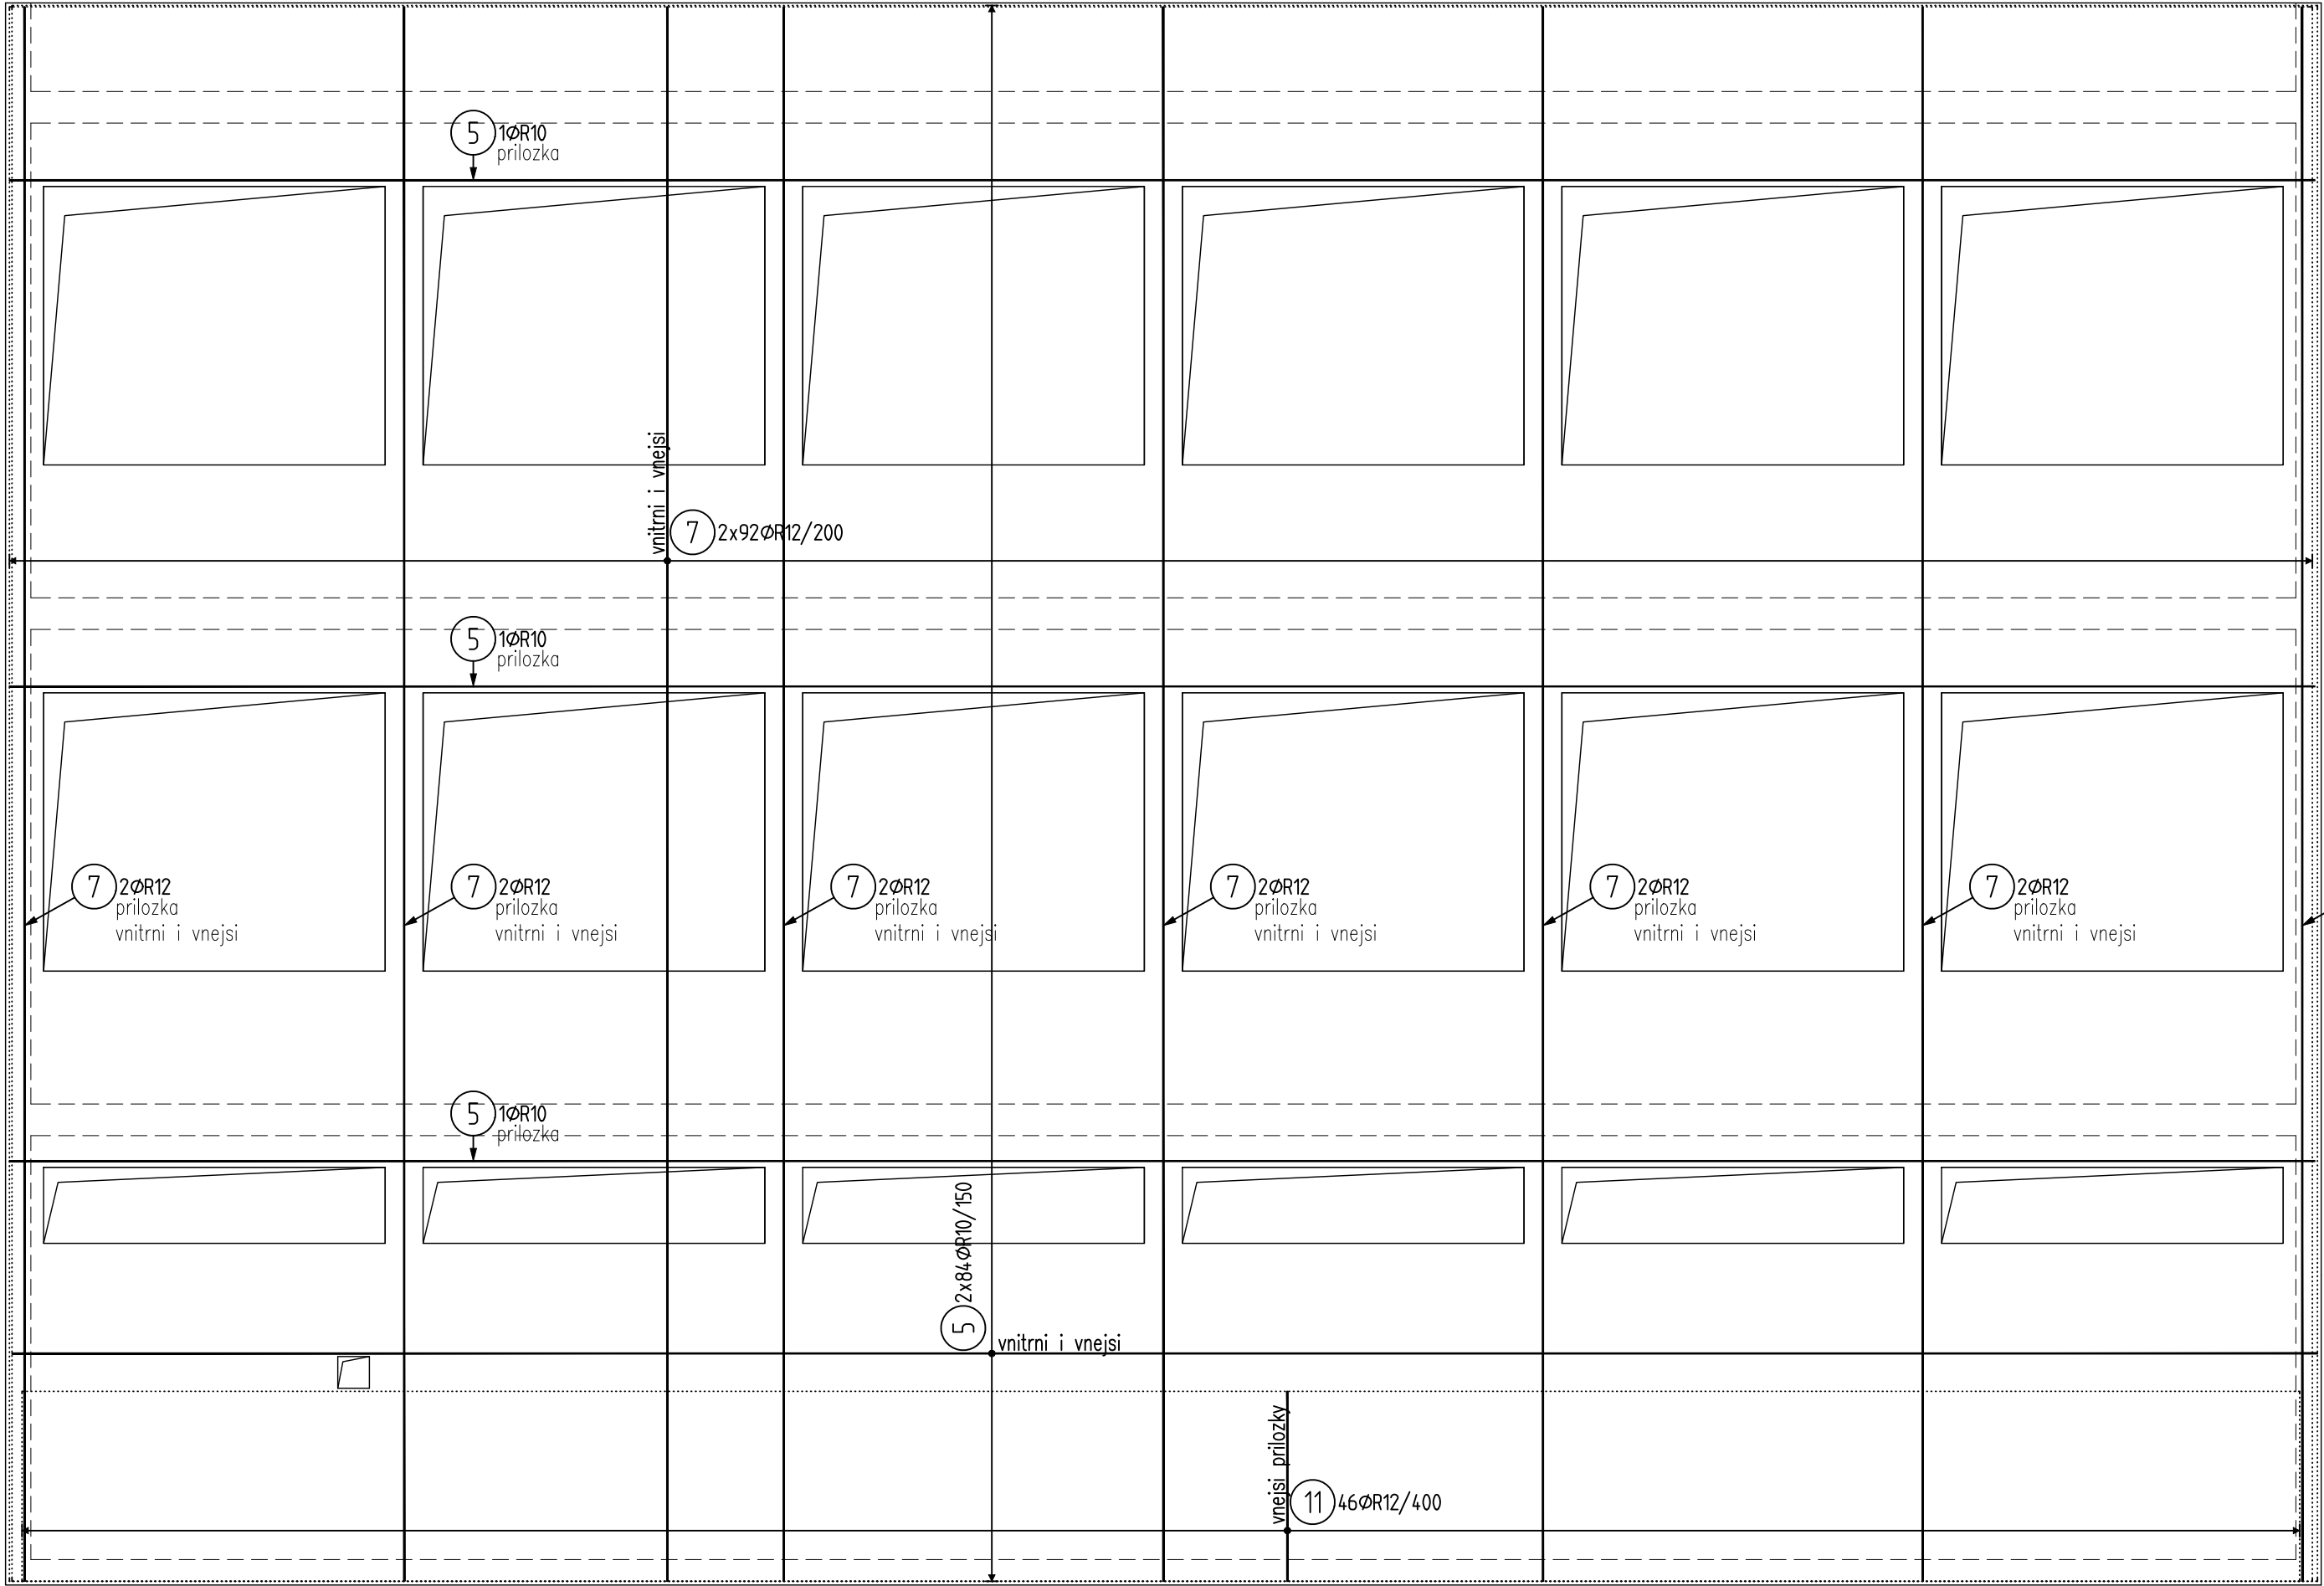 5 1ØR10
prilozka
vnitrni i vnejsi
7 2x92ØR12/200
5 1ØR10
prilozka
7 2ØR12
prilozka
vnitrni i vnejsi
7 2ØR12
prilozka
vnitrni i vnejsi
7 2ØR12
prilozka
vnitrni i vnejsi
7 2ØR12
prilozka
vnitrni i vnejsi
7 2ØR12
prilozka
vnitrni i vnejsi
7 2ØR12
prilozka
vnitrni i vnejsi
5 1ØR10
prilozka
5 2x84ØR10/150
vnitrni i vnejsi
vnejsi prilozky
11 46ØR12/400